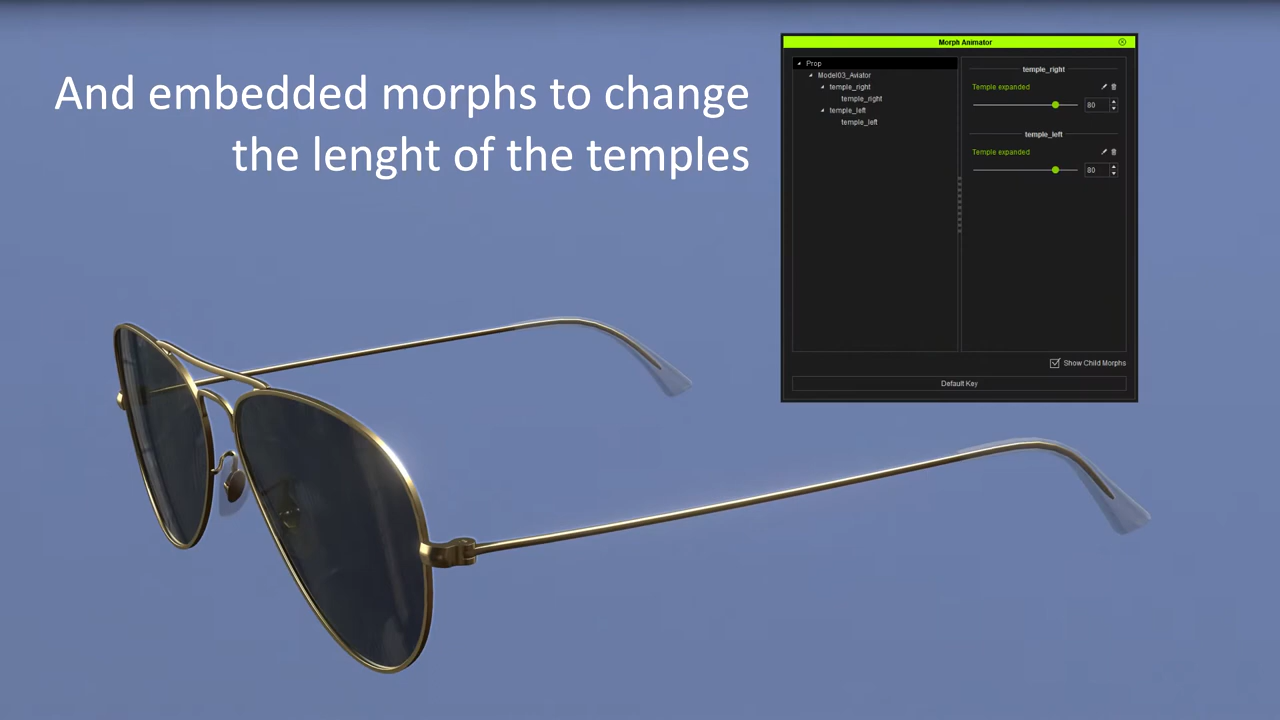 And embedded morphs to change
the lenght of the temples
Morph Animator
Prop
Model03_Aviator
temple_right
temple_right
temple_left
temple_left
temple_right
Temple expanded
80
temple_left
Temple expanded
80
Show Child Morphs
Default Key